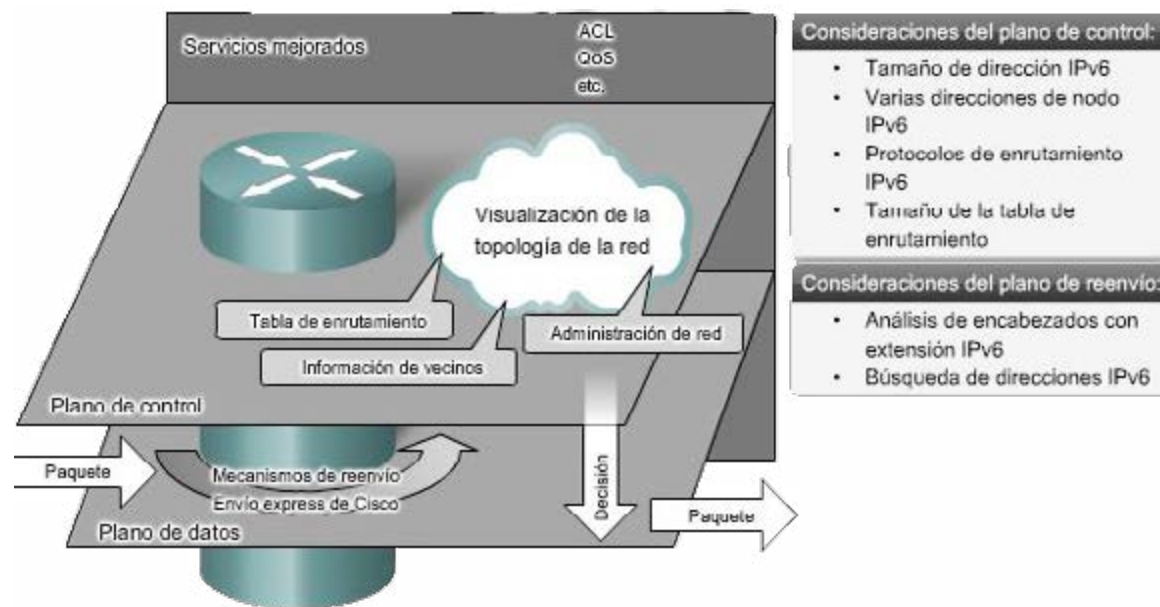 Servicios mejorados
ACL
QoS
etc.
Visualización de la
topología de la red
Tabla de enrutamiento
Información de vecinos
Administración de red
Plano de control
Paquete
Mecanismos de reenvío
Envío express de Cisco
Decisión
Paquete
Plano de datos
Consideraciones del plano de control:
• Tamaño de dirección IPv6
• Varias direcciones de nodo
IPv6
• Protocolos de enrutamiento
IPv6
• Tamaño de la tabla de
enrutamiento
Consideraciones del plano de reenvío:
• Análisis de encabezados con
extensión IPv6
• Búsqueda de direcciones IPv6